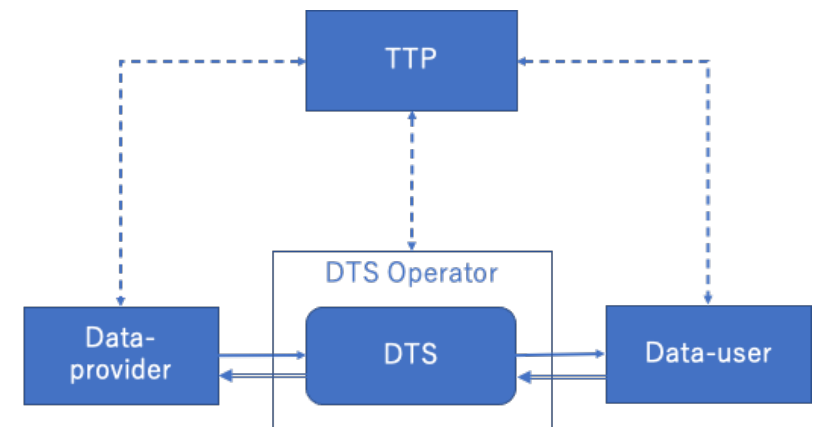 TTP
DTS Operator
Data-
provider
DTS
Data-user